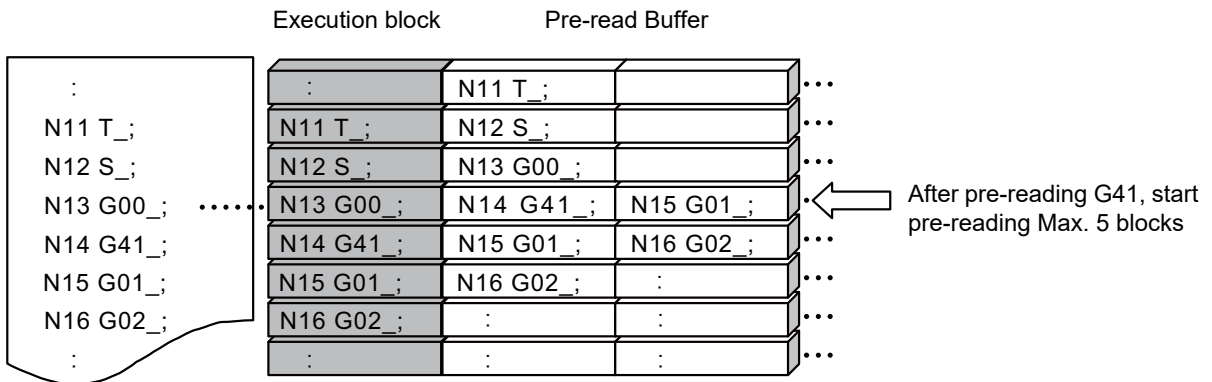 Execution block Pre-read Buffer
: : N11 T_;
N11 T_; N11 T_; N12 S_;
N12 S_; N12 S_; N13 G00_;
N13 G00_; N13 G00_; N14 G41_; N15 G01_; After pre-reading G41, start
pre-reading Max. 5 blocks
N14 G41_; N14 G41_; N15 G01_; N16 G02_;
N15 G01_; N15 G01_; N16 G02_; :
N16 G02_; N16 G02_; : :
: : : :